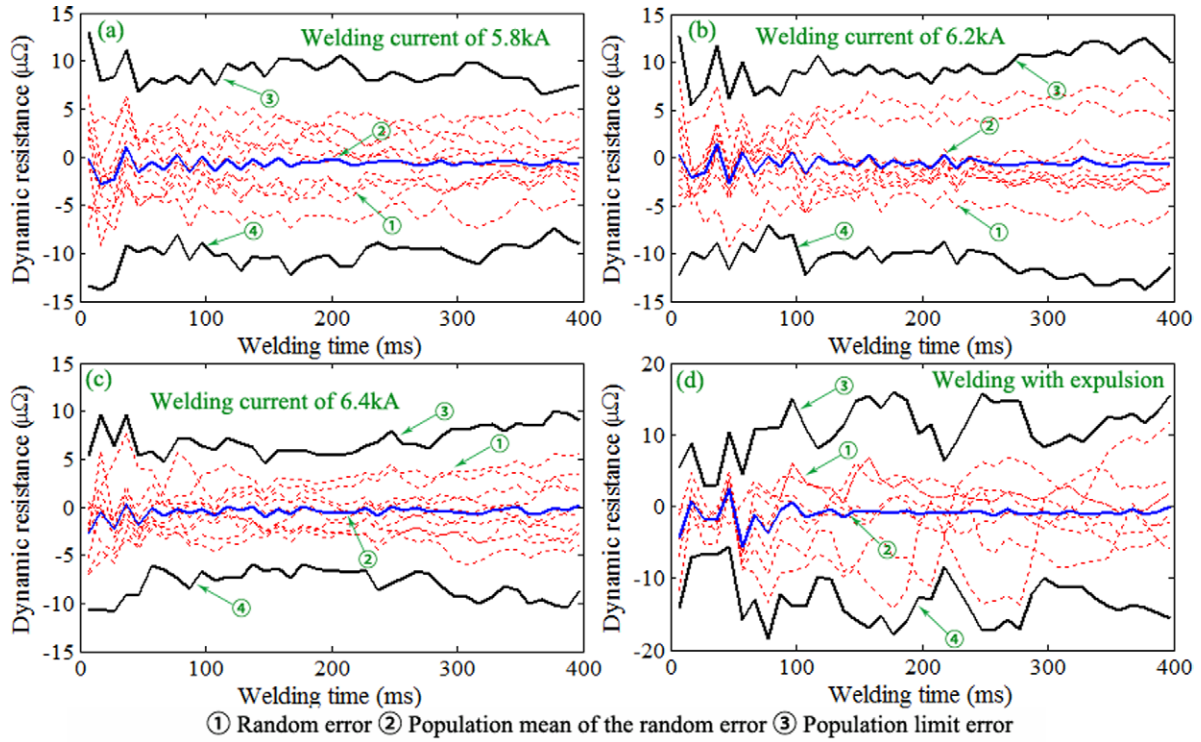 (a)
Welding current of 5.8kA
③
②
①
④
15
10
5
0
-5
-10
-15
0 100 200 300 400
Dynamic resistance (μΩ)
Welding time (ms)
(b)
Welding current of 6.2kA
③
②
①
④
15
10
5
0
-5
-10
-15
0 100 200 300 400
Dynamic resistance (μΩ)
Welding time (ms)
(c)
Welding current of 6.4kA
③
①
②
④
15
10
5
0
-5
-10
-15
0 100 200 300 400
Dynamic resistance (μΩ)
Welding time (ms)
(d)
Welding with expulsion
③
①
②
④
20
10
0
-10
-20
0 100 200 300 400
Dynamic resistance (μΩ)
Welding time (ms)
① Random error ② Population mean of the random error ③ Population limit error